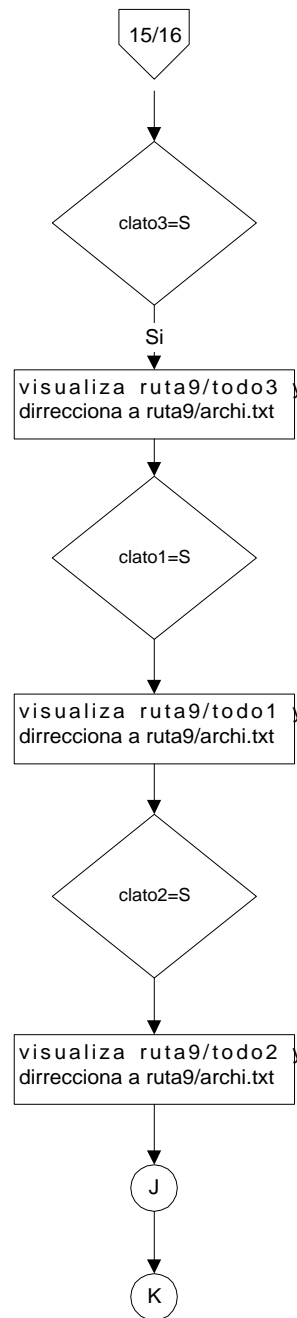 15/16
clato3=S
Si
visualiza ruta9/todo3 y
dirrecciona a ruta9/archi.txt
clato1=S
visualiza ruta9/todo1 y
dirrecciona a ruta9/archi.txt
clato2=S
visualiza ruta9/todo2 y
dirrecciona a ruta9/archi.txt
J
K